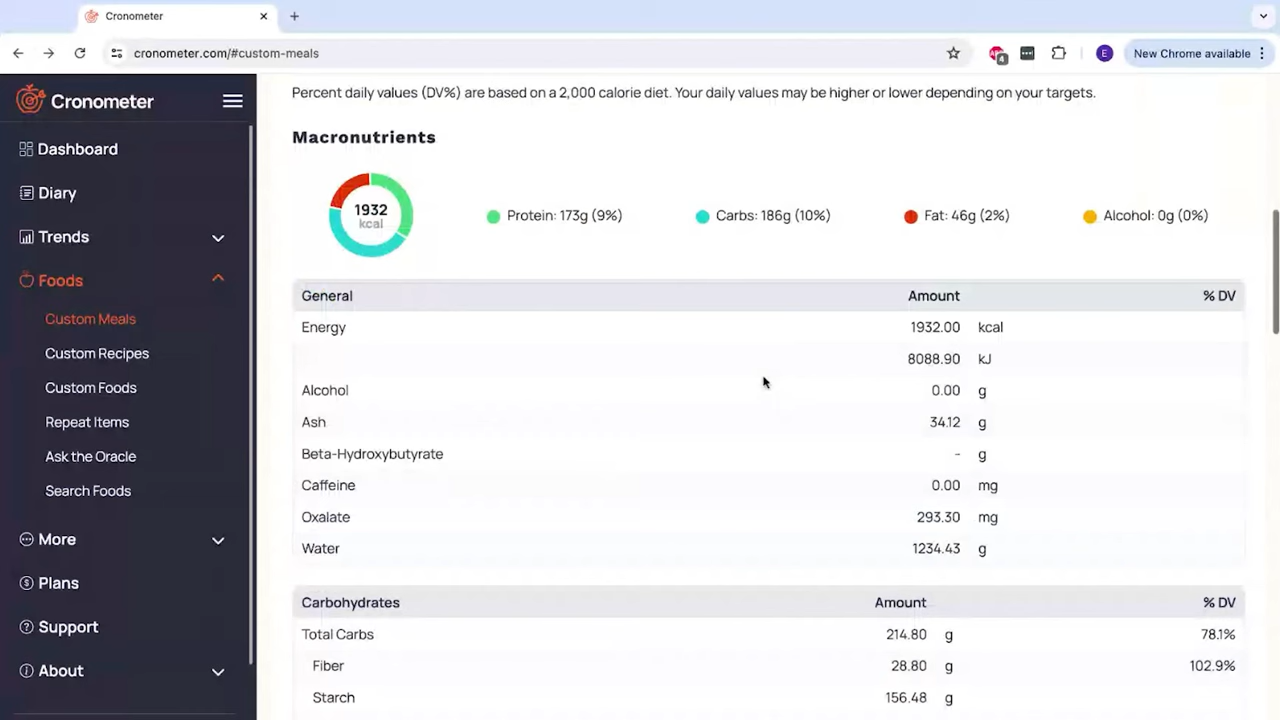 Cronometer
cronometer.com/#custom-meals
4
E
New Chrome available
Cronometer
Dashboard
Diary
Trends
Foods
Custom Meals
Custom Recipes
Custom Foods
Repeat Items
Ask the Oracle
Search Foods
More
Plans
Support
About
Percent daily values (DV%) are based on a 2,000 calorie diet. Your daily values may be higher or lower depending on your targets.
Macronutrients
1932
kcal
Protein: 173g (9%)
Carbs: 186g (10%)
Fat: 46g (2%)
Alcohol: 0g (0%)
General Amount % DV
Energy 1932.00 kcal
8088.90 kJ
Alcohol 0.00 g
Ash 34.12 g
Beta-Hydroxybutyrate - g
Caffeine 0.00 mg
Oxalate 293.30 mg
Water 1234.43 g
Carbohydrates Amount % DV
Total Carbs 214.80 g 78.1%
Fiber 28.80 g 102.9%
Starch 156.48 g